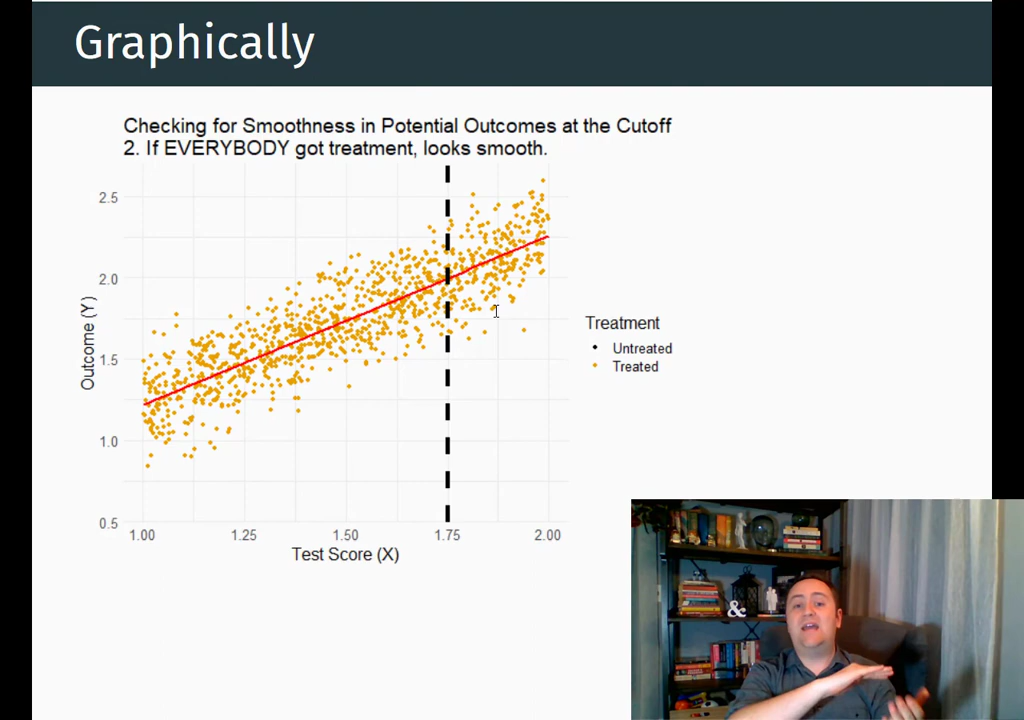 Graphically
Checking for Smoothness in Potential Outcomes at the Cutoff
2. If EVERYBODY got treatment, looks smooth.
2.5
2.0
1.5
1.0
0.5
Outcome (Y)
1.00 1.25 1.50 1.75 2.00
Test Score (X)
Treatment
Untreated
Treated
&